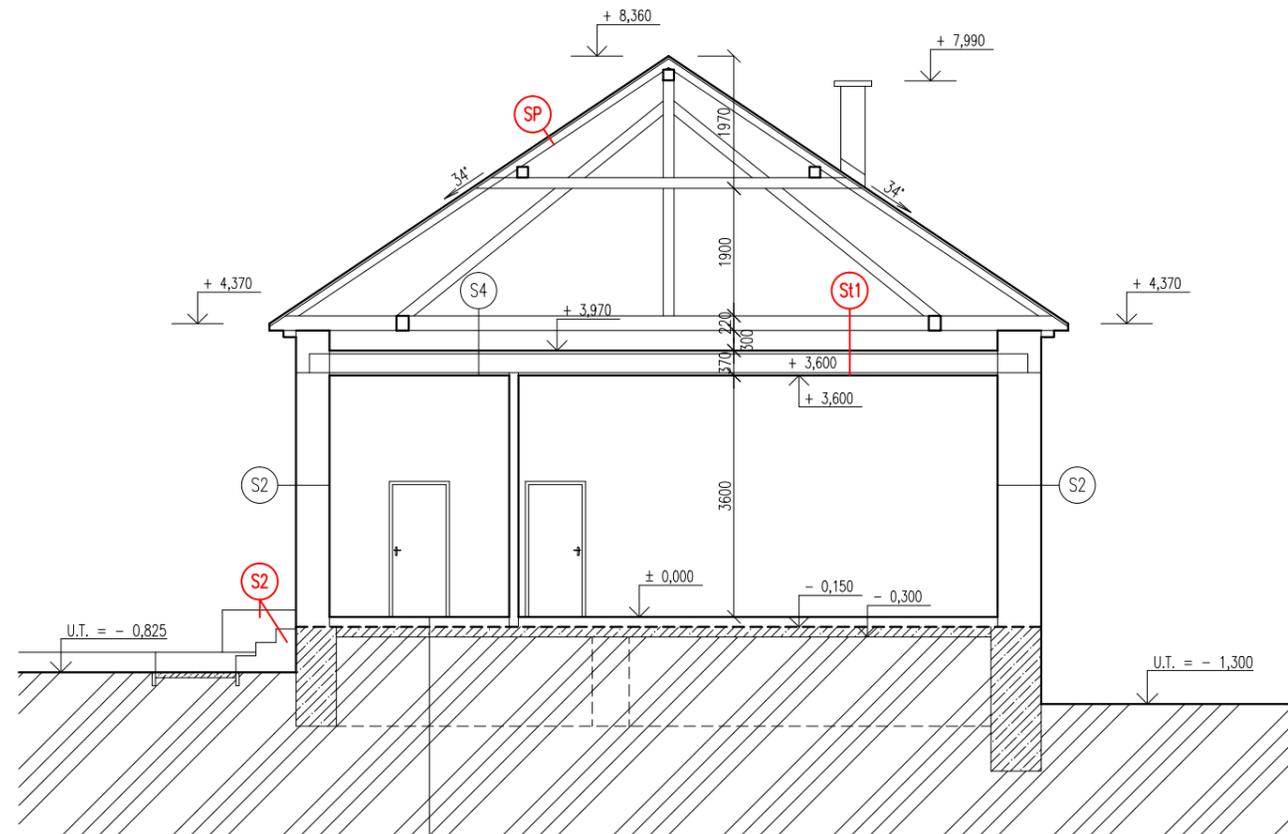 + 8,360
+ 7,990
SP
1970
34°
34°
1900
+ 4,370
S4
St1
+ 4,370
+ 3,970
220
300
370
+ 3,600
+ 3,600
S2
3600
S2
S2
± 0,000
- 0,150
- 0,300
U.T. = - 0,825
U.T. = - 1,300